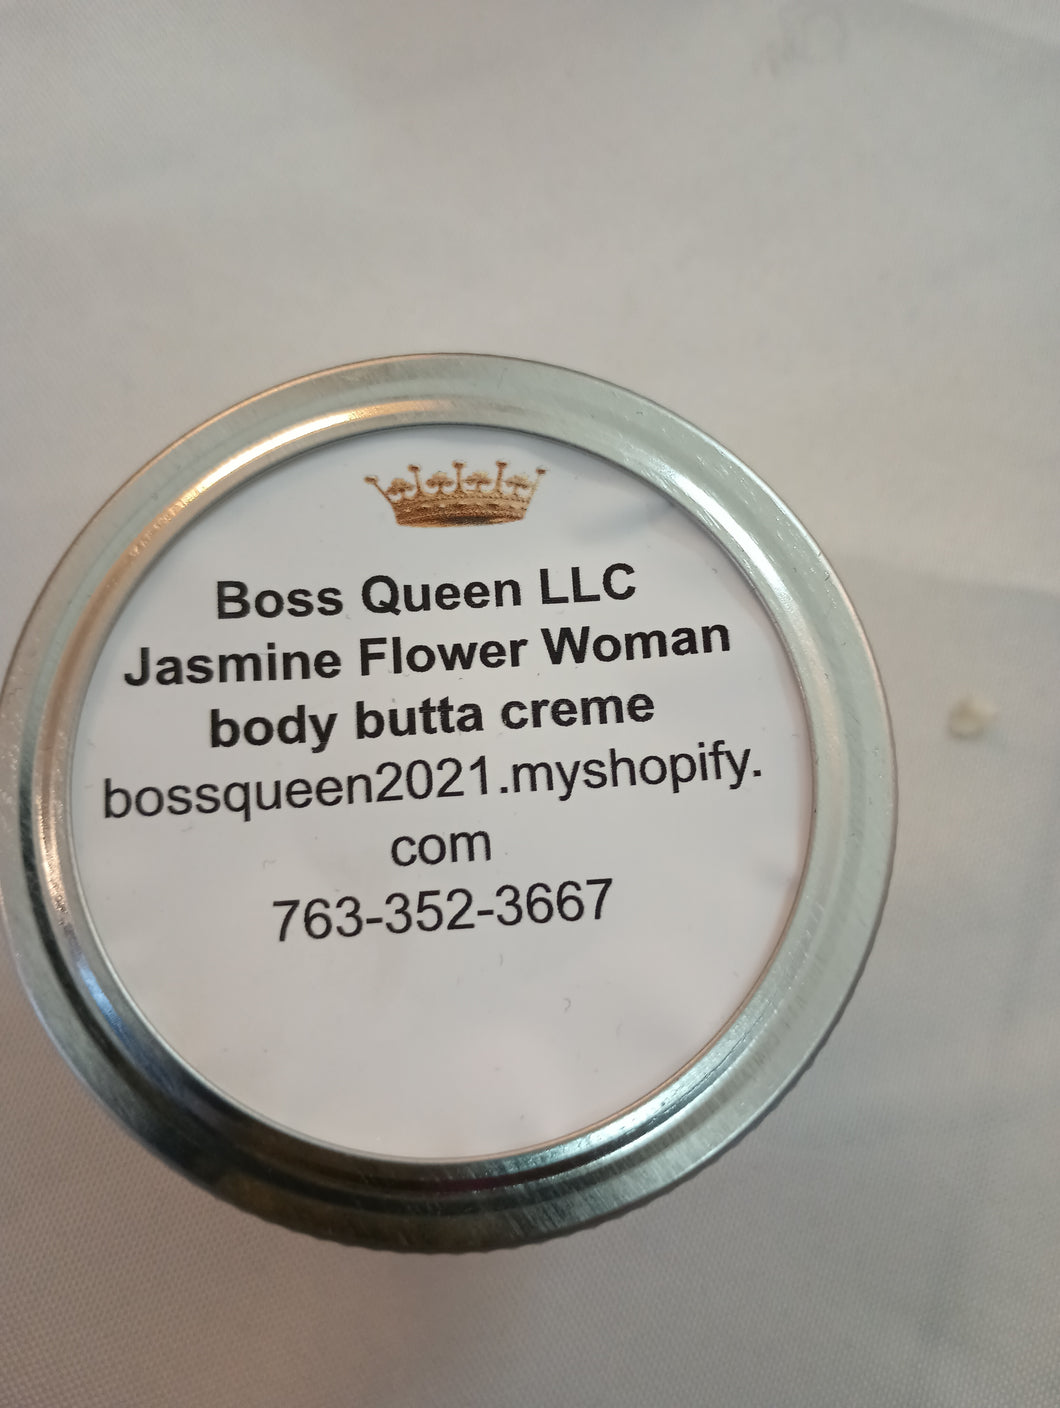 Boss Queen LLC
Jasmine Flower Woman
body butta creme
bossqueen2021.myshopify.
com
763-352-3667